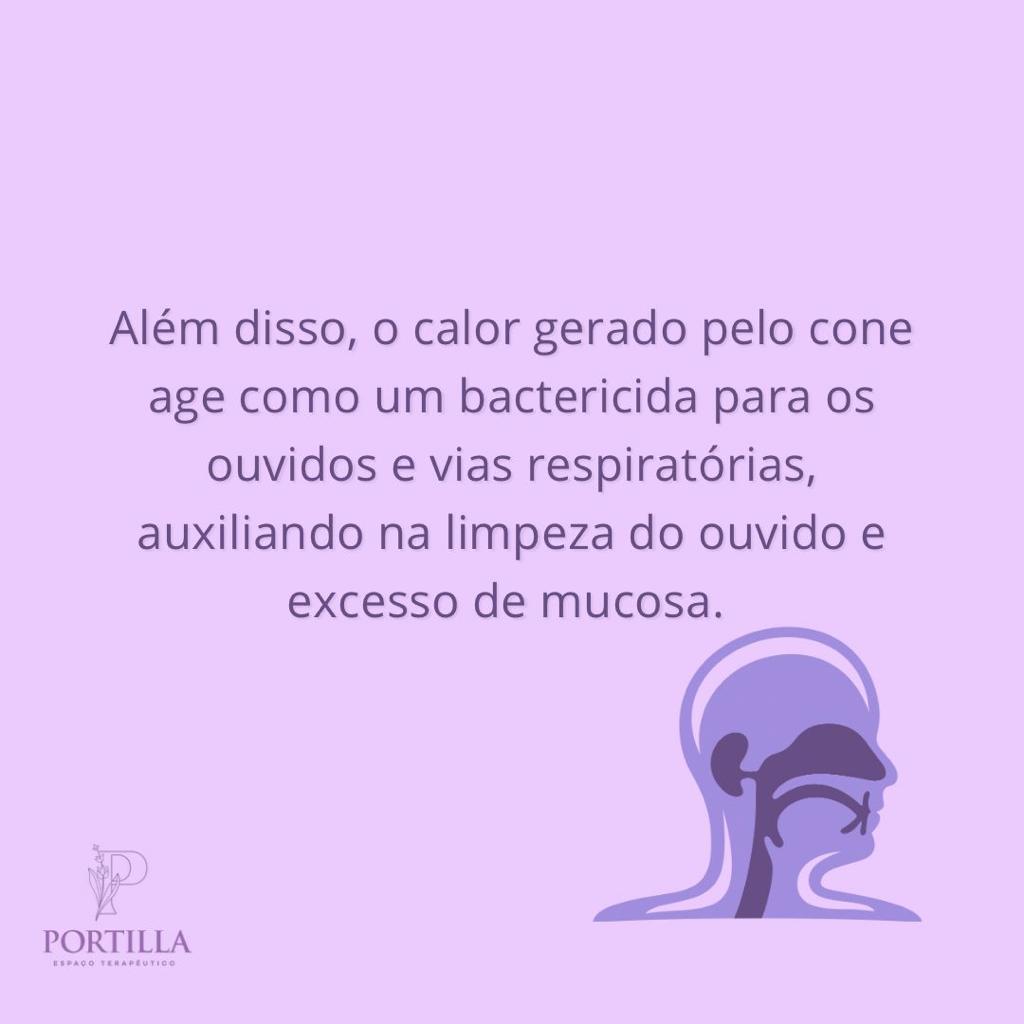 Além disso, o calor gerado pelo cone
age como um bactericida para os
ouvidos e vias respiratórias,
auxiliando na limpeza do ouvido e
excesso de mucosa.
P
PORTILLA
ESPAÇO TERAPÊUTICO